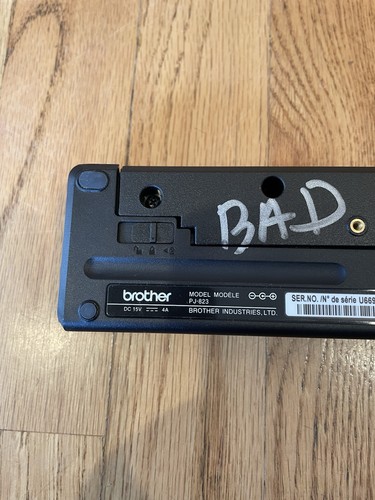 BAD
brother
MODEL MODÈLE
PJ-823
DC 15V 4A
BROTHER INDUSTRIES, LTD.
SER.NO. /N° de série U669